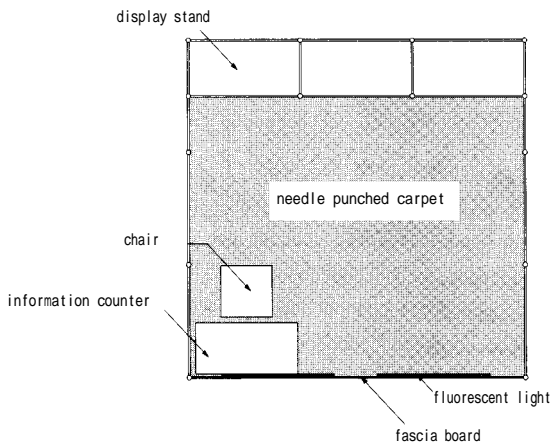 display stand
needle punched carpet
chair
information counter
fluorescent light
fascia board